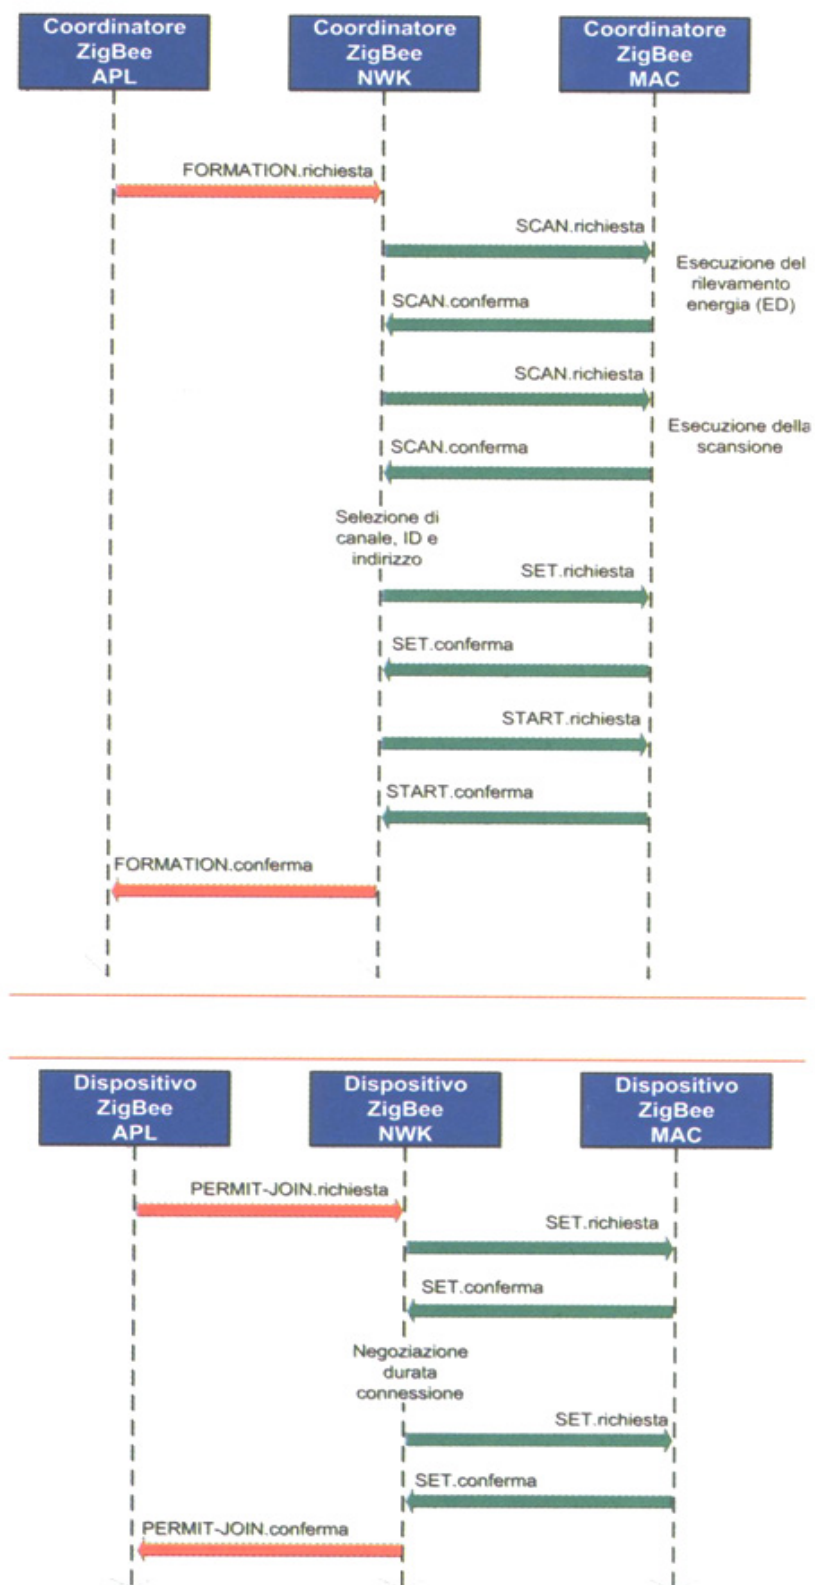 Coordinatore
ZigBee
APL
Coordinatore
ZigBee
NWK
Coordinatore
ZigBee
MAC
FORMATION.richiesta
SCAN.richiesta
Esecuzione del
rilevamento
energia (ED)
SCAN.conferma
SCAN.richiesta
Esecuzione della
scansione
SCAN.conferma
Selezione di
canale, ID e
indirizzo
SET.richiesta
SET.conferma
START.richiesta
START.conferma
FORMATION.conferma
Dispositivo
ZigBee
APL
Dispositivo
ZigBee
NWK
Dispositivo
ZigBee
MAC
PERMIT-JOIN.richiesta
SET.richiesta
SET.conferma
Negoziazione
durata
connessione
SET.richiesta
SET.conferma
PERMIT-JOIN.conferma